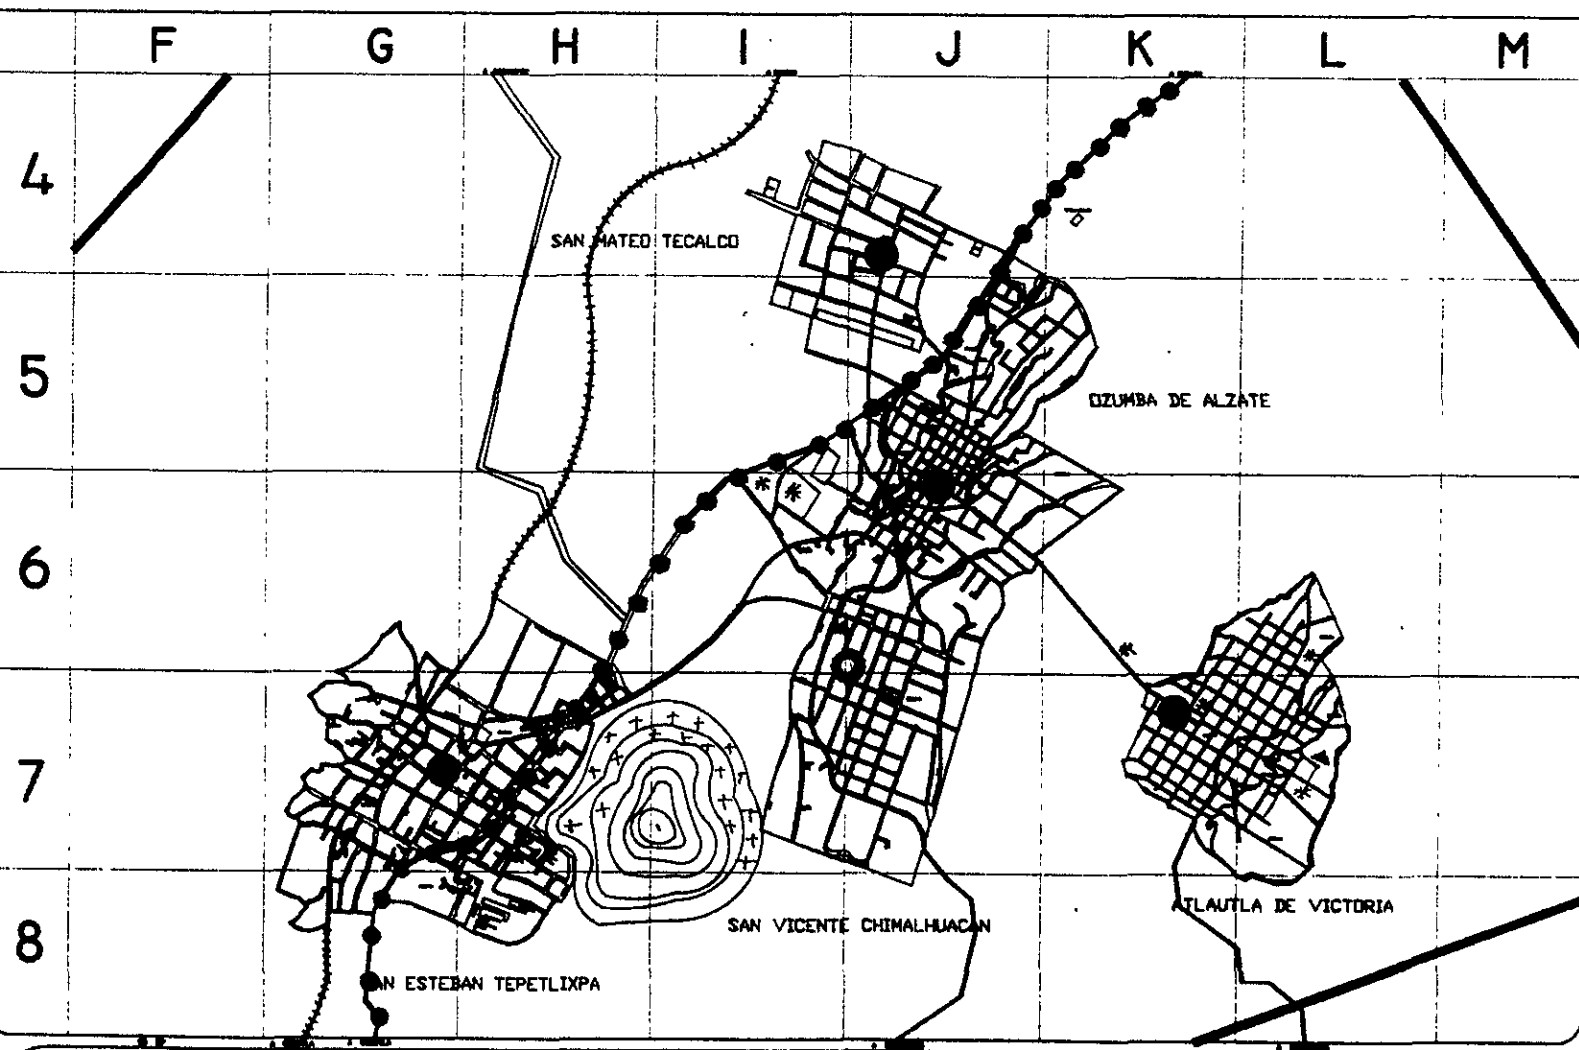 F G H I J K L M
4
SAN MATEO TECALCO
5
OZUMBA DE ALZATE
6
7
ATLAUTLA DE VICTORIA
SAN VICENTE CHIMALHUACAN
8
AN ESTEBAN TEPETLIXPA